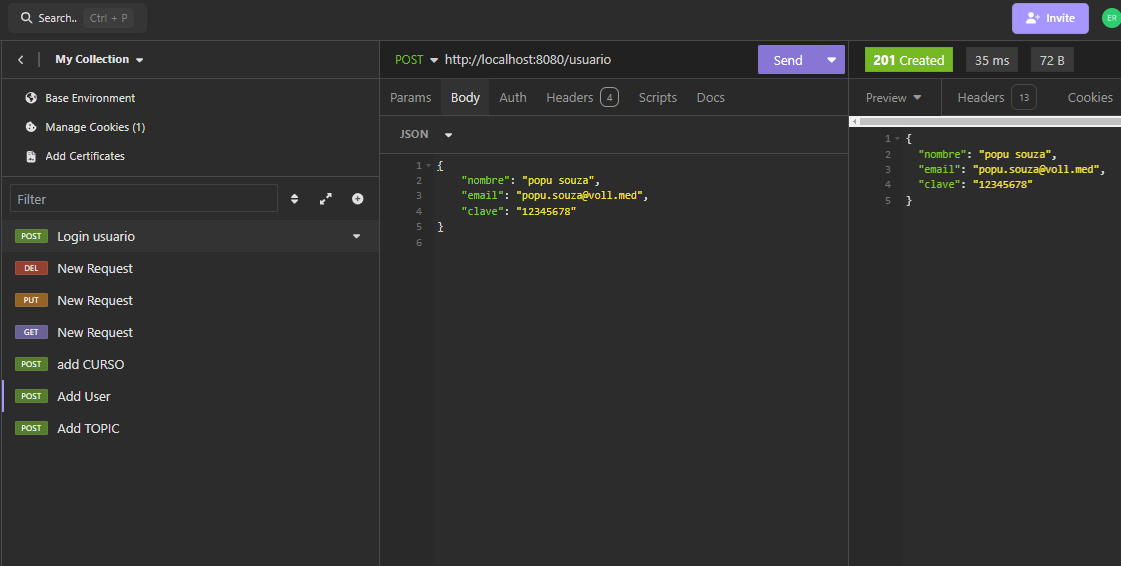 Search.. Ctrl + P
Invite
ER
My Collection
Base Environment
Manage Cookies (1)
Add Certificates
Filter
POST Login usuario
DEL New Request
PUT New Request
GET New Request
POST add CURSO
POST Add User
POST Add TOPIC
POST http://localhost:8080/usuario
Send
Params Body Auth Headers 4 Scripts Docs
JSON
1 {
2 "nombre": "popu souza",
3 "email": "popu.souza@voll.med",
4 "clave": "12345678"
5 }
6
201 Created 35 ms 72 B
Preview Headers 13 Cookies
1 {
2 "nombre": "popu souza",
3 "email": "popu.souza@voll.med",
4 "clave": "12345678"
5 }